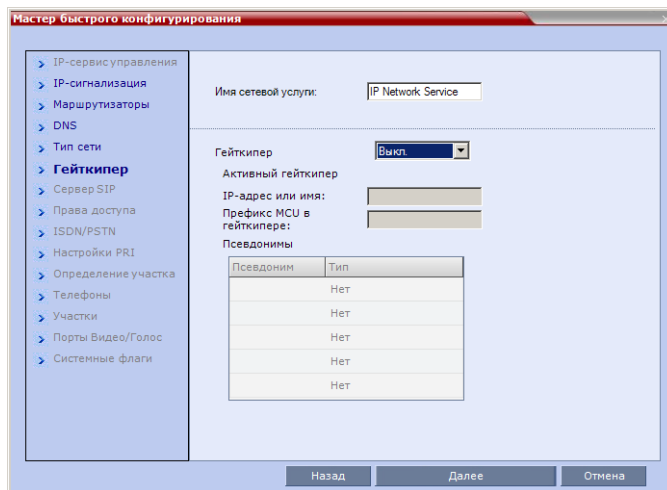 Мастер быстрого конфигурирования
IP-сервис управления
IP-сигнализация
Маршрутизаторы
DNS
Тип сети
Гейткипер
Сервер SIP
Права доступа
ISDN/PSTN
Настройки PRI
Определение участка
Телефоны
Участки
Порты Видео/Голос
Системные флаги
Имя сетевой услуги: IP Network Service
Гейткипер Выкл.
Активный гейткипер
IP-адрес или имя:
Префикс MCU в
гейткипере:
Псевдонимы
Псевдоним Тип
Нет
Нет
Нет
Нет
Нет
Назад Далее Отмена